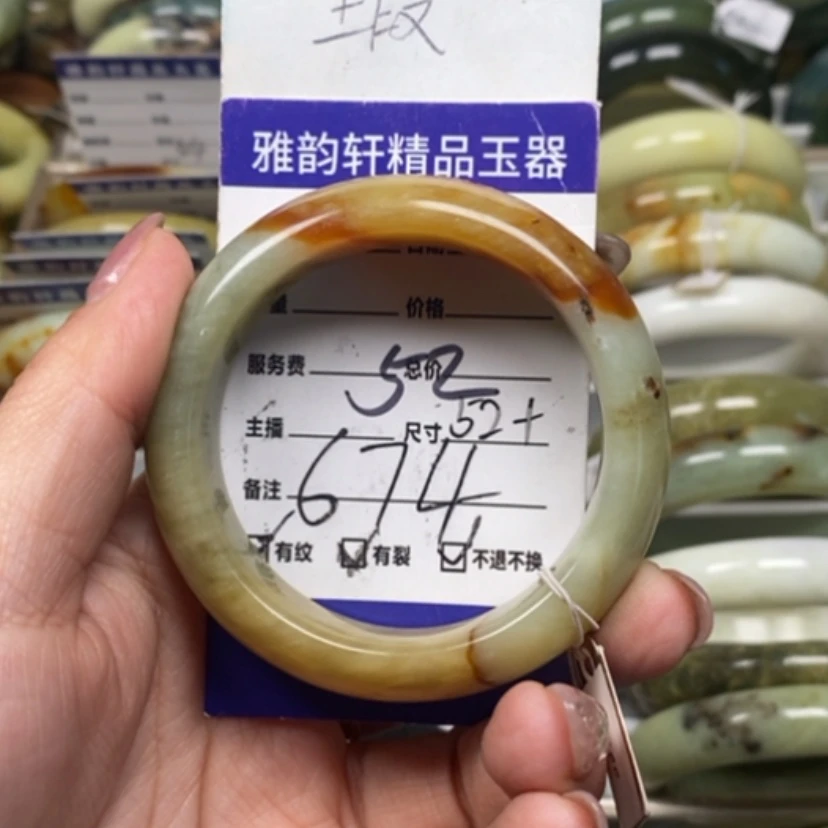 雅韵轩精品玉器
价格
服务费 总价 52
主播 尺寸 52+
备注 674
有纹 有裂 不退不换